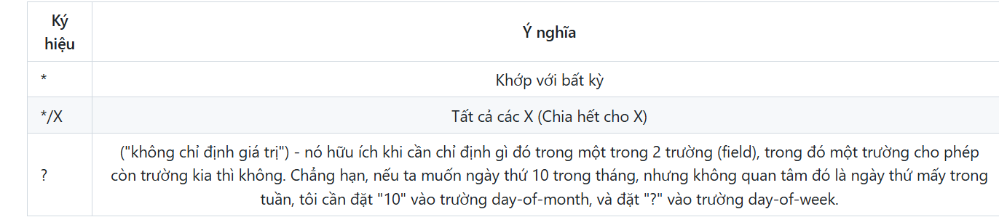 Ký
hiệu
Ý nghĩa
*
Khớp với bất kỳ
*/X
Tất cả các X (Chia hết cho X)
?
("không chỉ định giá trị") - nó hữu ích khi cần chỉ định gì đó trong một trong 2 trường (field), trong đó một trường cho phép
còn trường kia thì không. Chẳng hạn, nếu ta muốn ngày thứ 10 trong tháng, nhưng không quan tâm đó là ngày thứ mấy trong
tuần, tôi cần đặt "10" vào trường day-of-month, và đặt "?" vào trường day-of-week.